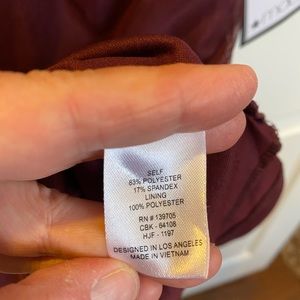 SELF
83% POLYESTER
17% SPANDEX
LINING
100% POLYESTER
RN # 139705
CBK - 64108
HJF - 1197
DESIGNED IN LOS ANGELES
MADE IN VIETNAM